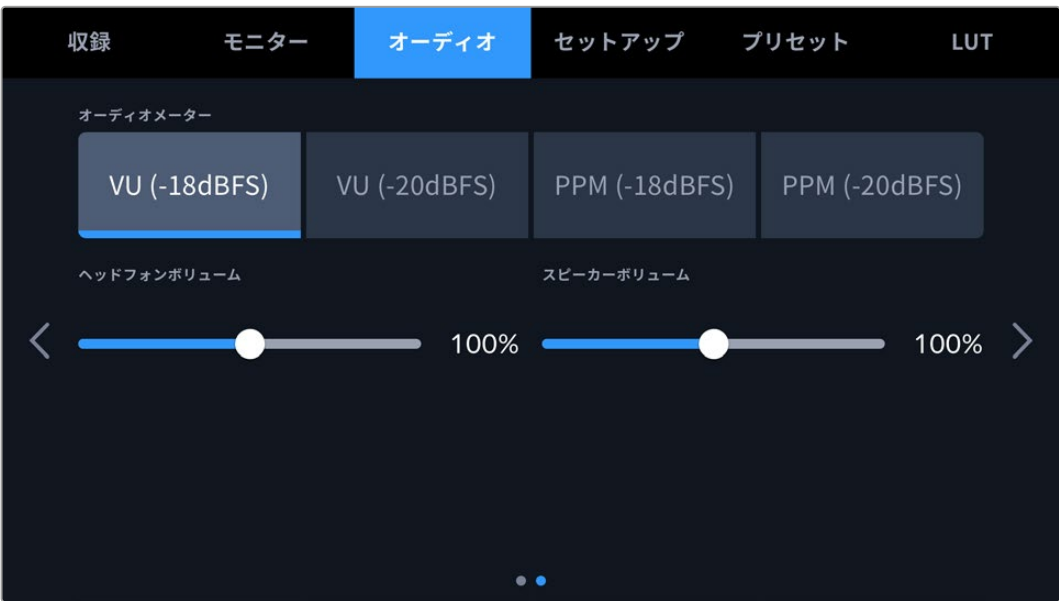 収録 モニター オーディオ セットアップ プリセット LUT
オーディオメーター
VU (-18dBFS) VU (-20dBFS) PPM (-18dBFS) PPM (-20dBFS)
ヘッドフォンボリューム スピーカーボリューム
100% 100%